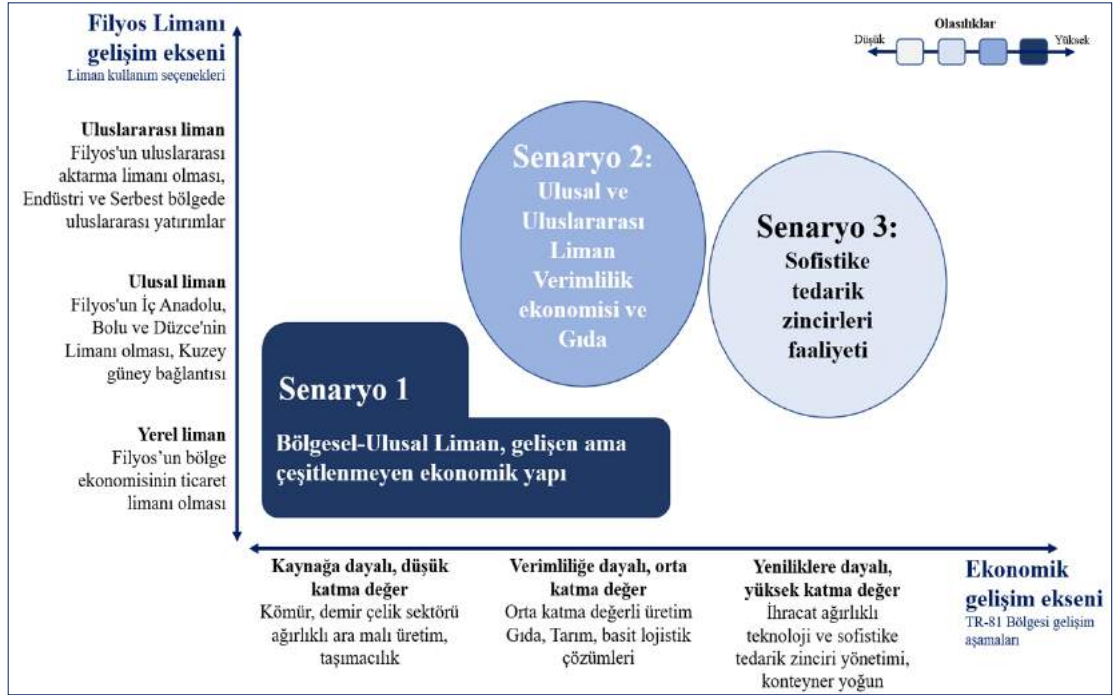 Filyos Limanı
gelişim ekseni
Liman kullanım seçenekleri
Olasılıklar
Düşük
Yüksek
Uluslararası liman
Filyos'un uluslararası
aktarma limanı olması,
Endüstri ve Serbest bölgede
uluslararası yatırımlar
Ulusal liman
Filyos'un İç Anadolu,
Bolu ve Düzce'nin
Limanı olması, Kuzey
güney bağlantısı
Yerel liman
Filyos’un bölge
ekonomisinin ticaret
limanı olması
Senaryo 1
Bölgesel-Ulusal Liman, gelişen ama
çeşitlenmeyen ekonomik yapı
Senaryo 2:
Ulusal ve
Uluslararası
Liman
Verimlilik
ekonomisi ve
Gıda
Senaryo 3:
Sofistike
tedarik
zincirleri
faaliyeti
Kaynağa dayalı, düşük
katma değer
Kömür, demir çelik sektörü
ağırlıklı ara malı üretim,
taşımacılık
Verimliliğe dayalı, orta
katma değer
Orta katma değerli üretim
Gıda, Tarım, basit lojistik
çözümleri
Yeniliklere dayalı,
yüksek katma değer
İhracat ağırlıklı
teknoloji ve sofistike
tedarik zinciri yönetimi,
konteyner yoğun
Ekonomik
gelişim ekseni
TR-81 Bölgesi gelişim
aşamaları